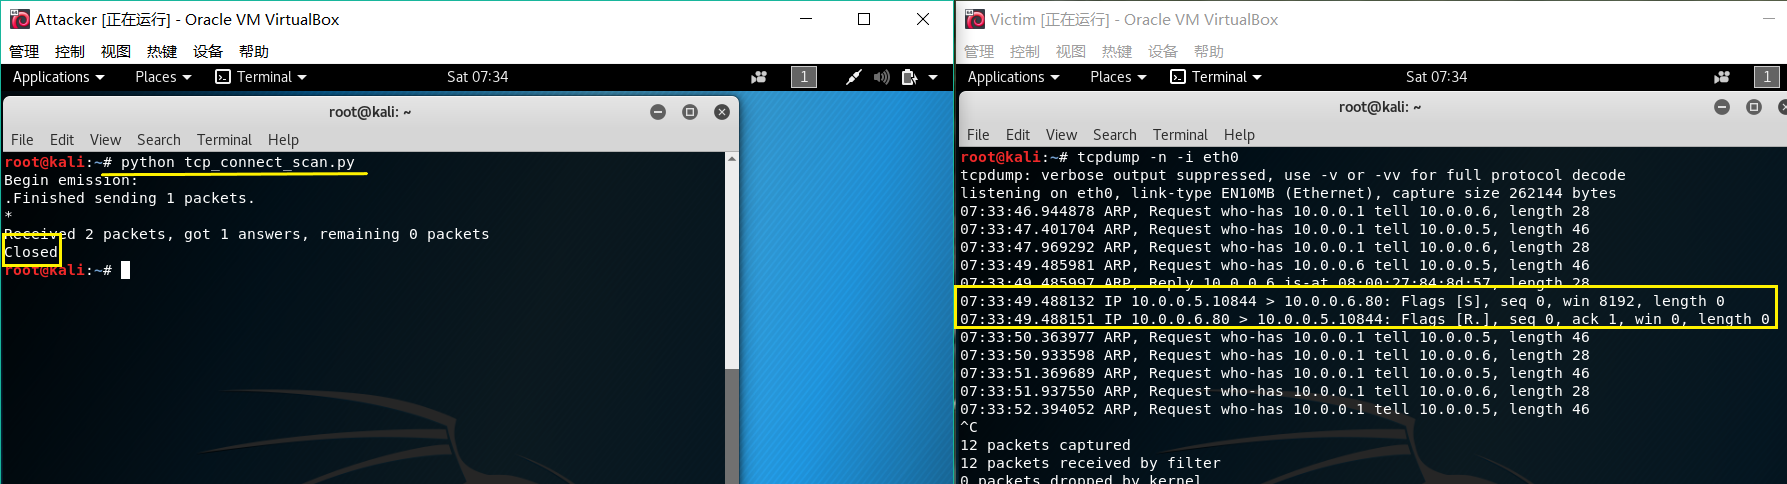 Attacker [正在运行] - Oracle VM VirtualBox
管理 控制 视图 热键 设备 帮助
Applications Places Terminal Sat 07:34 1
root@kali: ~
File Edit View Search Terminal Help
root@kali:~# python tcp_connect_scan.py
Begin emission:
.Finished sending 1 packets.
*
Received 2 packets, got 1 answers, remaining 0 packets
Closed
root@kali:~#
Victim [正在运行] - Oracle VM VirtualBox
管理 控制 视图 热键 设备 帮助
Applications Places Terminal Sat 07:34 1
root@kali: ~
File Edit View Search Terminal Help
root@kali:~# tcpdump -n -i eth0
tcpdump: verbose output suppressed, use -v or -vv for full protocol decode
listening on eth0, link-type EN10MB (Ethernet), capture size 262144 bytes
07:33:46.944878 ARP, Request who-has 10.0.0.1 tell 10.0.0.6, length 28
07:33:47.401704 ARP, Request who-has 10.0.0.1 tell 10.0.0.5, length 46
07:33:47.969292 ARP, Request who-has 10.0.0.1 tell 10.0.0.6, length 28
07:33:49.485981 ARP, Request who-has 10.0.0.6 tell 10.0.0.5, length 46
07:33:49.485997 ARP, Reply 10.0.0.6 is-at 08:00:27:84:8d:57, length 28
07:33:49.488132 IP 10.0.0.5.10844 > 10.0.0.6.80: Flags [S], seq 0, win 8192, length 0
07:33:49.488151 IP 10.0.0.6.80 > 10.0.0.5.10844: Flags [R.], seq 0, ack 1, win 0, length 0
07:33:50.363977 ARP, Request who-has 10.0.0.1 tell 10.0.0.5, length 46
07:33:50.933598 ARP, Request who-has 10.0.0.1 tell 10.0.0.6, length 28
07:33:51.369689 ARP, Request who-has 10.0.0.1 tell 10.0.0.5, length 46
07:33:51.937550 ARP, Request who-has 10.0.0.1 tell 10.0.0.6, length 28
07:33:52.394052 ARP, Request who-has 10.0.0.1 tell 10.0.0.5, length 46
^C
12 packets captured
12 packets received by filter
0 packets dropped by kernel